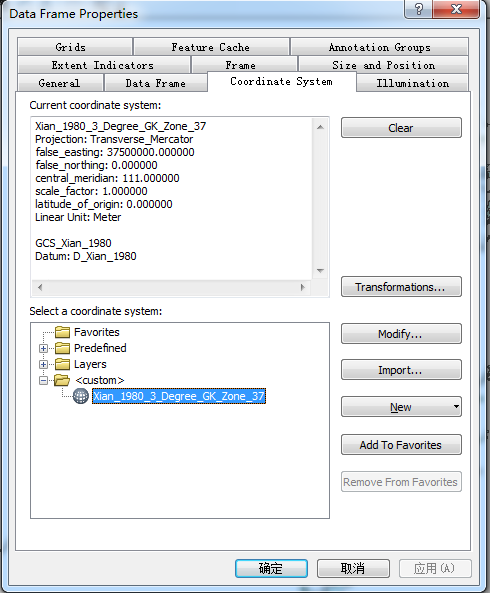 Data Frame Properties
Grids
Feature Cache
Annotation Groups
Extent Indicators
Frame
Size and Position
General
Data Frame
Coordinate System
Illumination
Current coordinate system:
Xian_1980_3_Degree_GK_Zone_37
Projection: Transverse_Mercator
false_easting: 37500000.000000
false_northing: 0.000000
central_meridian: 111.000000
scale_factor: 1.000000
latitude_of_origin: 0.000000
Linear Unit: Meter
GCS_Xian_1980
Datum: D_Xian_1980
Clear
Transformations...
Select a coordinate system:
Favorites
Predefined
Layers
<custom>
Xian_1980_3_Degree_GK_Zone_37
Modify...
Import...
New
Add To Favorites
Remove From Favorites
确定
取消
应用(A)